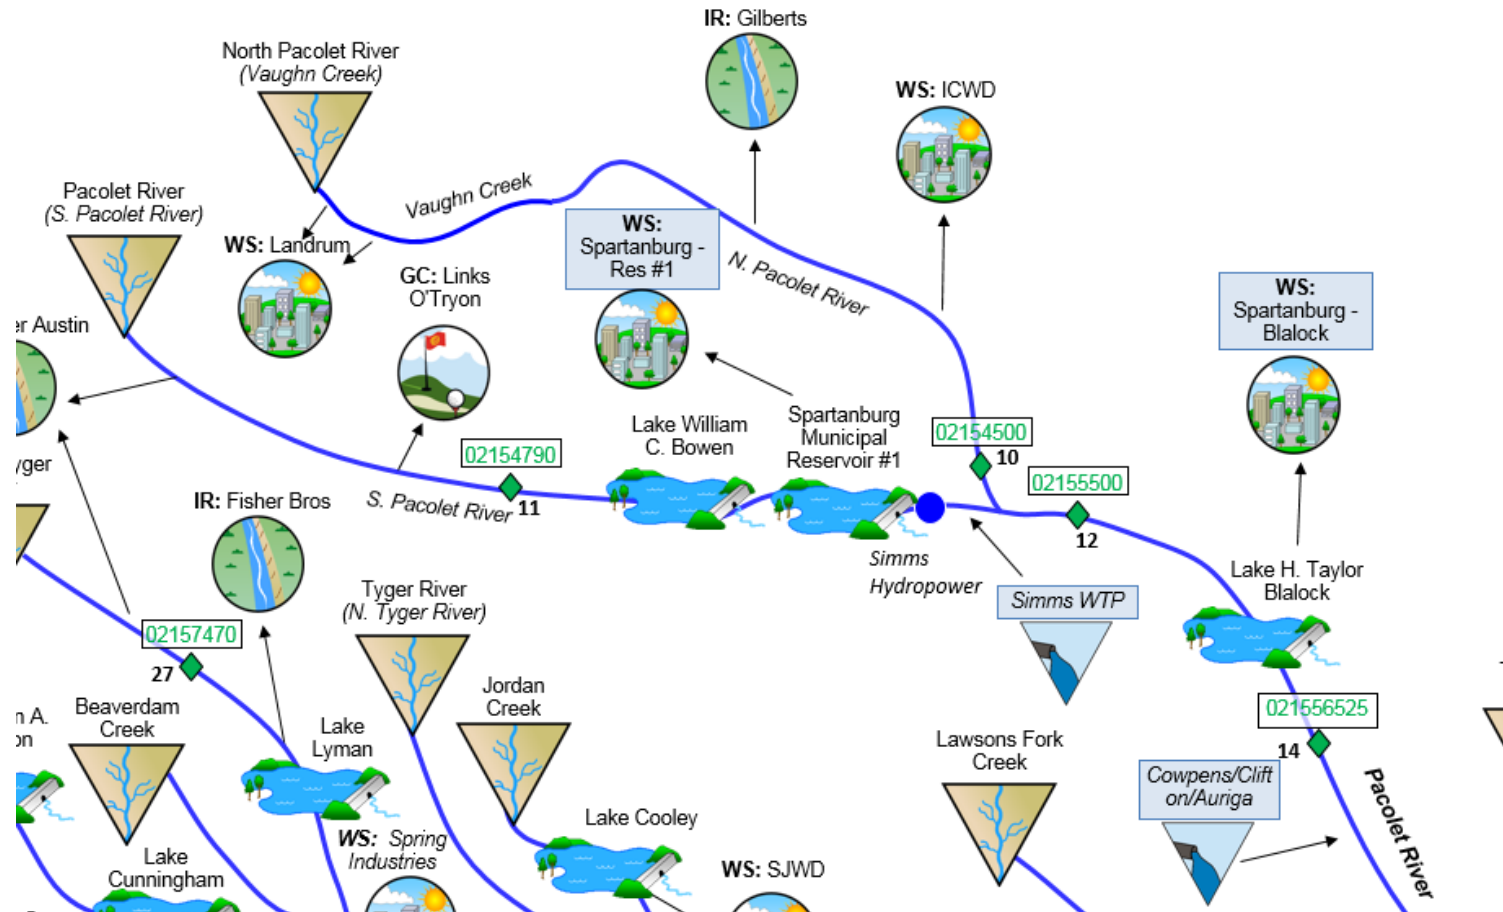 IR: Gilberts
North Pacolet River
(Vaughn Creek)
WS: ICWD
Pacolet River
(S. Pacolet River)
Vaughn Creek
WS: Landrum
WS:
Spartanburg -
Res #1
N. Pacolet River
GC: Links
O'Tryon
WS:
Spartanburg -
Blalock
er Austin
Lake William
C. Bowen
Spartanburg
Municipal
Reservoir #1
02154500
10
02154790
11
02155500
12
yger
IR: Fisher Bros
S. Pacolet River
Simms
Hydropower
Simms WTP
Lake H. Taylor
Blalock
Tyger River
(N. Tyger River)
02157470
27
Jordan
Creek
021556525
14
n A.
on
Beaverdam
Creek
Lake
Lyman
Lawsons Fork
Creek
Cowpens/Clift
on/Auriga
Pacolet River
WS: Spring
Industries
Lake Cooley
Lake
Cunningham
WS: SJWD